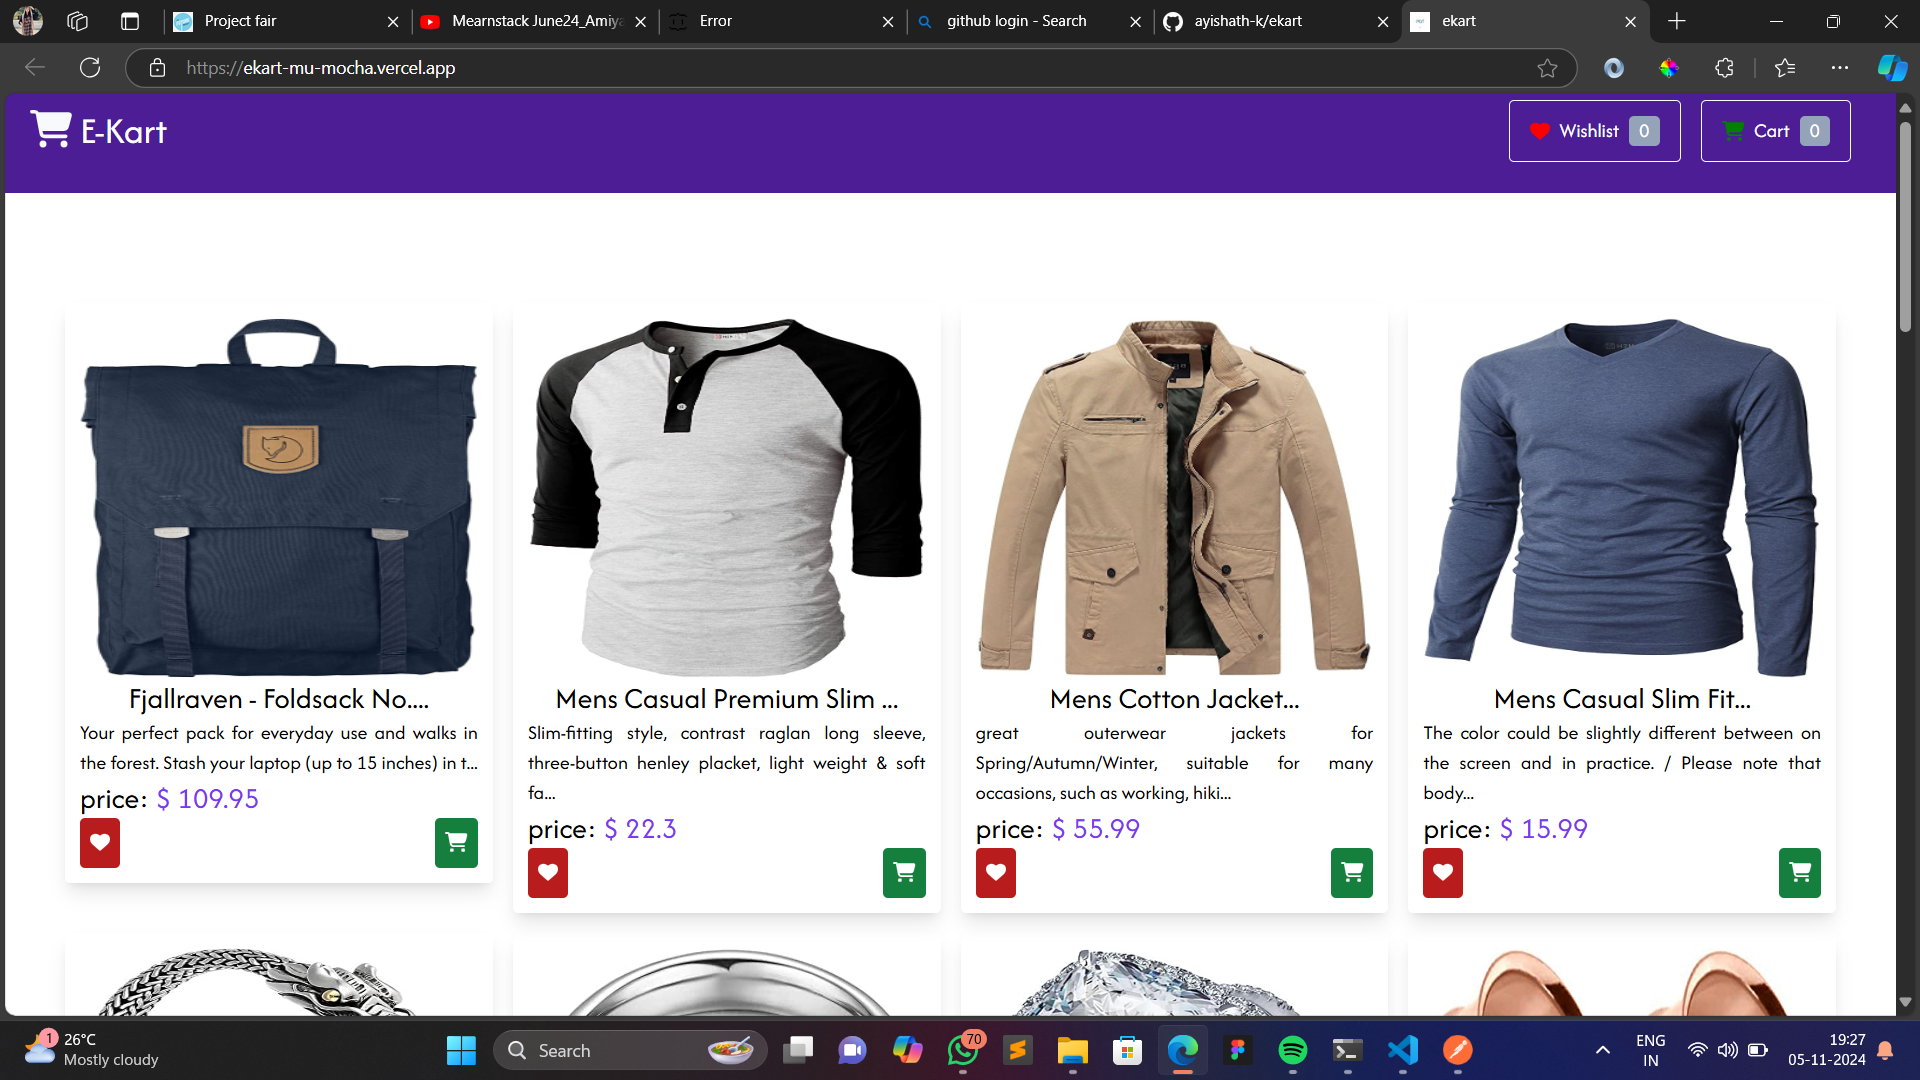 Project fair
Mearnstack June24_Amiya
Error
github login - Search
ayishath-k/ekart
ekart
https://ekart-mu-mocha.vercel.app
E-Kart
Wishlist 0
Cart 0
Fjallraven - Foldsack No....
Your perfect pack for everyday use and walks in
the forest. Stash your laptop (up to 15 inches) in t...
price: $ 109.95
Mens Casual Premium Slim ...
Slim-fitting style, contrast raglan long sleeve,
three-button henley placket, light weight & soft
fa...
price: $ 22.3
Mens Cotton Jacket...
great outerwear jackets for
Spring/Autumn/Winter, suitable for many
occasions, such as working, hiki...
price: $ 55.99
Mens Casual Slim Fit...
The color could be slightly different between on
the screen and in practice. / Please note that
body...
price: $ 15.99
1
26°C
Mostly cloudy
Search
70
ENG
IN
19:27
05-11-2024